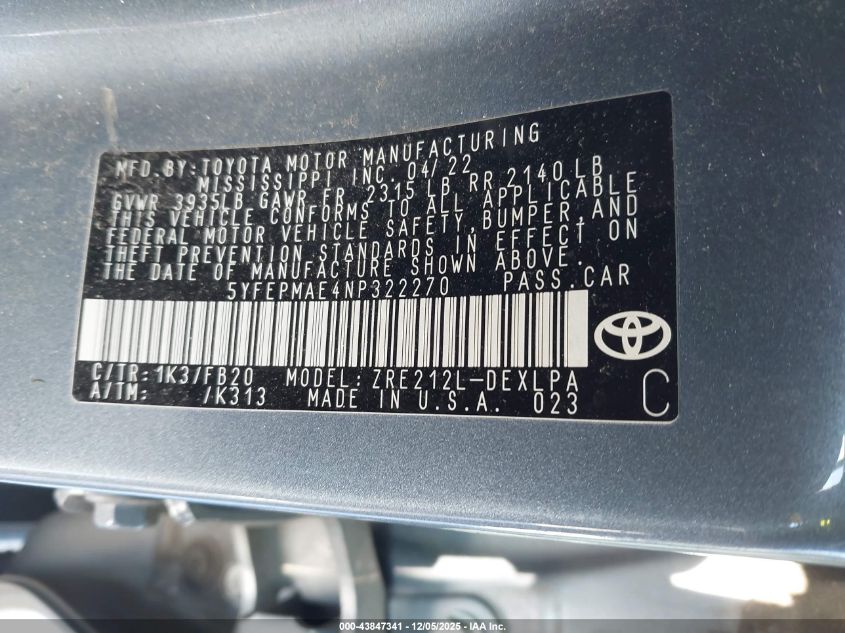 MFD.BY:TOYOTA MOTOR MANUFACTURING
MISSISSIPPI INC. 04/22
GVWR 3935LB GAWR FR 2315 LB RR 2140 LB
THIS VEHICLE CONFORMS TO ALL APPLICABLE
FEDERAL MOTOR VEHICLE SAFETY,BUMPER,AND
THEFT PREVENTION STANDARDS IN EFFECT ON
THE DATE OF MANUFACTURE SHOWN ABOVE.
5YFEPMAE4NP322270 PASS.CAR
C/TR: 1K3/FB20 MODEL: ZRE212L-DEXLPA
A/TM: /K313 MADE IN U.S.A. 023
C
000-43847341 - 12/05/2025 - IAA Inc.